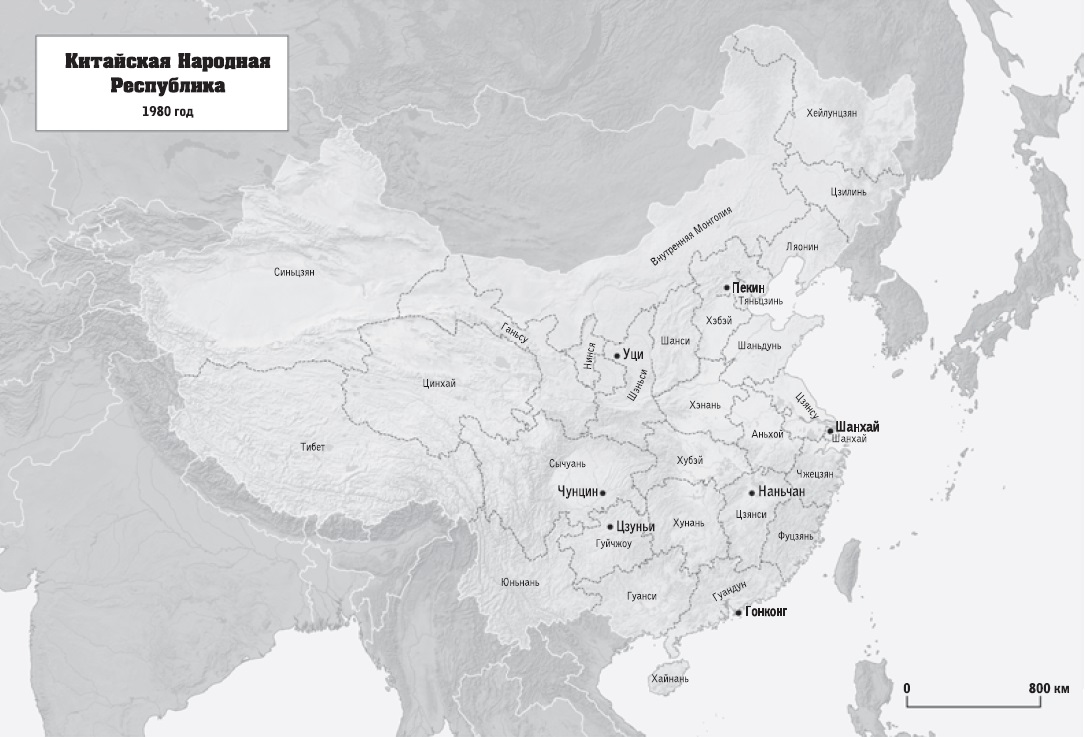 Китайская Народная
Республика
1980 год
Хейлунцзян
Цзилинь
Внутренняя Монголия
Ляонин
Синьцзян
Пекин
Тяньцзинь
Хэбэй
Ганьсу
Нинся
Уци
Шэньси
Шанси
Шаньдунь
Цинхай
Хэнань
Цзянсу
Шанхай
Шанхай
Аньхой
Тибет
Сычуань
Хубэй
Чжецзян
Чунцин
Наньчан
Цзуньи
Гуйчжоу
Хунань
Цзянси
Фуцзянь
Юньнань
Гуанси
Гуандун
Гонконг
Хайнань
0 800 км